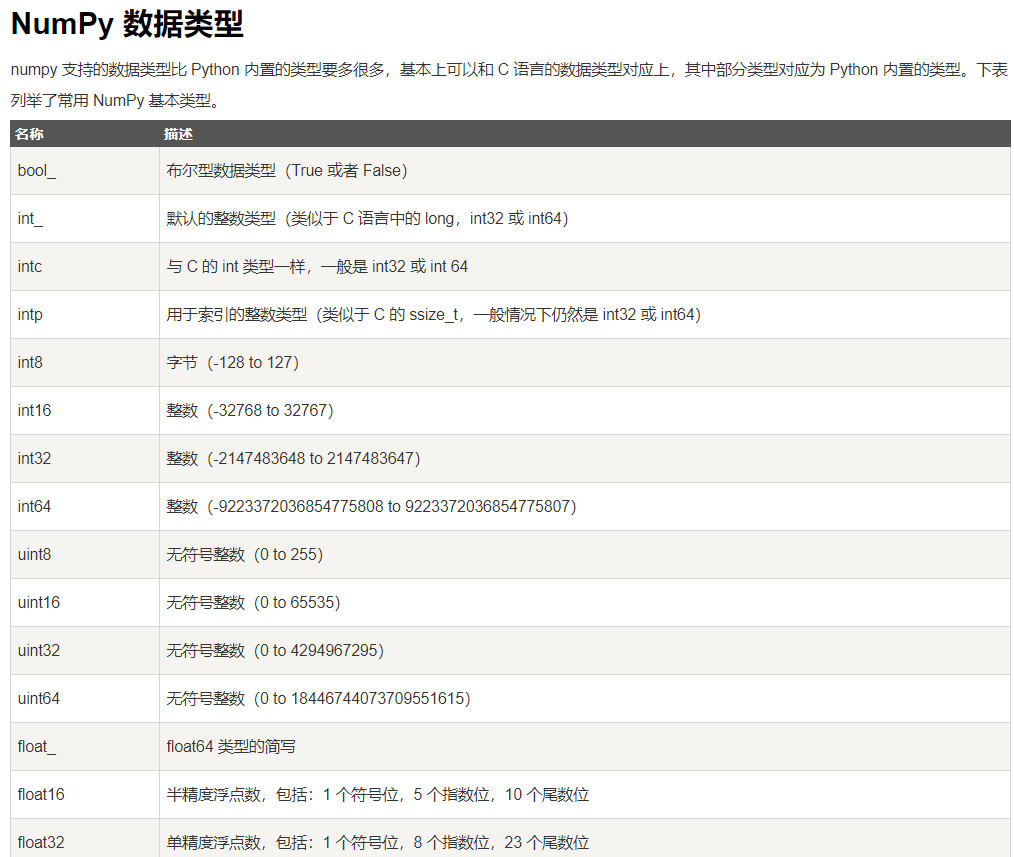 NumPy 数据类型
numpy 支持的数据类型比 Python 内置的类型要多很多，基本上可以和 C 语言的数据类型对应上，其中部分类型对应为 Python 内置的类型。下表
列举了常用 NumPy 基本类型。
名称 描述
bool_ 布尔型数据类型（True 或者 False）
int_ 默认的整数类型（类似于 C 语言中的 long，int32 或 int64）
intc 与 C 的 int 类型一样，一般是 int32 或 int 64
intp 用于索引的整数类型（类似于 C 的 ssize_t，一般情况下仍然是 int32 或 int64）
int8 字节（-128 to 127）
int16 整数（-32768 to 32767）
int32 整数（-2147483648 to 2147483647）
int64 整数（-9223372036854775808 to 9223372036854775807）
uint8 无符号整数（0 to 255）
uint16 无符号整数（0 to 65535）
uint32 无符号整数（0 to 4294967295）
uint64 无符号整数（0 to 18446744073709551615）
float_ float64 类型的简写
float16 半精度浮点数，包括：1 个符号位，5 个指数位，10 个尾数位
float32 单精度浮点数，包括：1 个符号位，8 个指数位，23 个尾数位